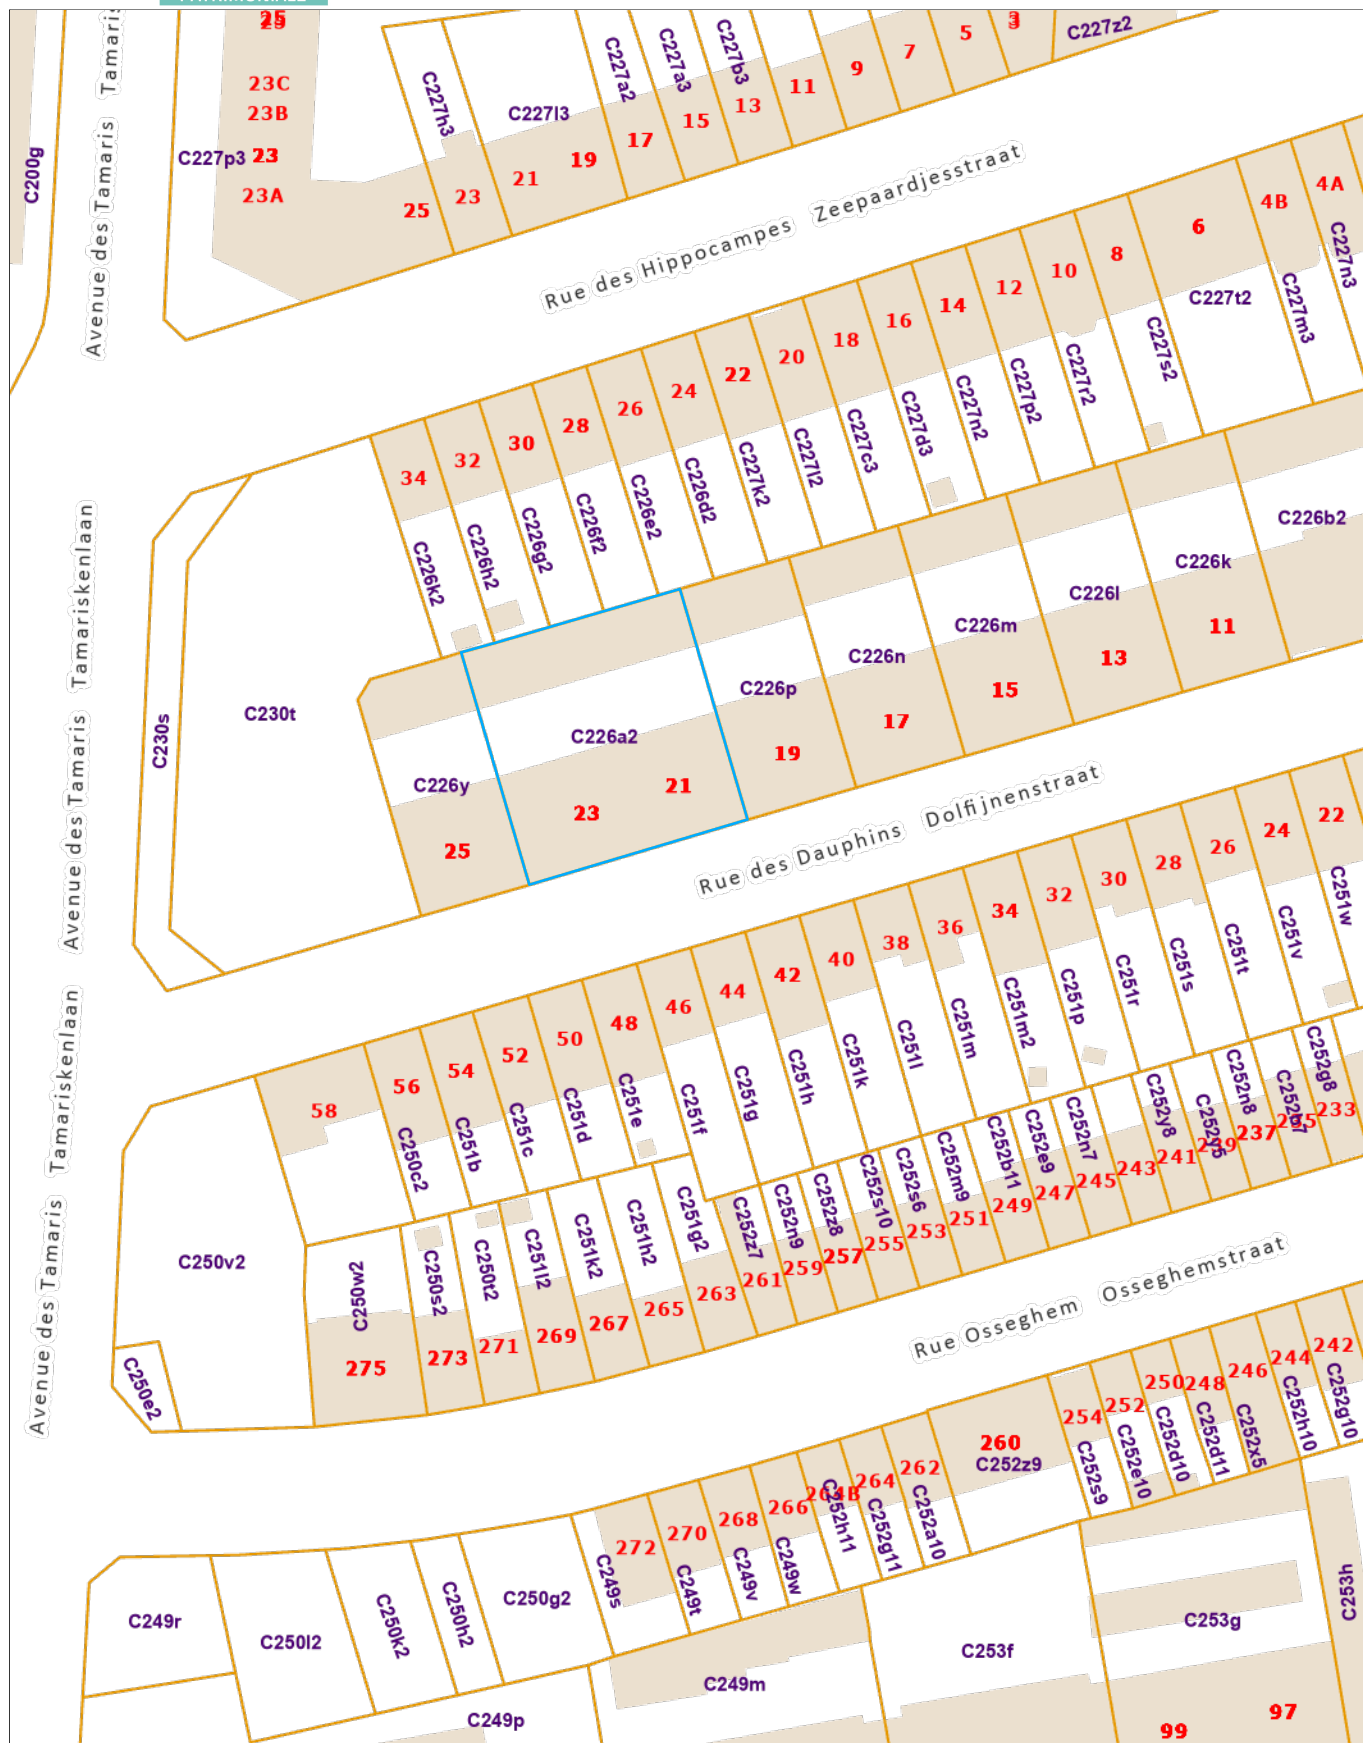 25
23C
23B
23
23A
25
23
21
19
17
15
13
11
9
7
5
3
C200g
C227p3
C227h3
C227l3
C227a2
C227a3
C227b3
C227z2
Avenue des Tamaris Tamaris
Rue des Hippocampes Zeepaardjesstraat
34
32
30
28
26
24
22
20
18
16
14
12
10
8
6
4B
4A
C226k2
C226h2
C226g2
C226f2
C226e2
C226d2
C227k2
C227l2
C227c3
C227d3
C227n2
C227p2
C227r2
C227s2
C227t2
C227m3
C227n3
Avenue des Tamaris Tamariskenlaan
C230s
C230t
C226y
C226a2
C226p
C226n
C226m
C226l
C226k
C226b2
25
23
21
19
17
15
13
11
Rue des Dauphins Dolfijnenstraat
58
56
54
52
50
48
46
44
42
40
38
36
34
32
30
28
26
24
22
C250c2
C251b
C251c
C251d
C251e
C251f
C251g
C251h
C251k
C251l
C251m
C251m2
C251p
C251r
C251s
C251t
C251v
C251w
Avenue des Tamaris Tamariskenlaan
C250v2
C250e2
C250w2
C250s2
C250t2
C251l2
C251k2
C251h2
C251g2
C252z7
C252n9
C252z8
C252s10
C252s6
C252m9
C252b11
C252e9
C252n7
C252y8
C252n8
C252g8
275
273
271
269
267
265
263
261
259
257
255
253
251
249
247
245
243
241
239
237
235
233
Rue Osseghem Osseghemstraat
272
270
268
266
264B
264
262
260
254
252
250
248
246
244
242
C249s
C249t
C249v
C249w
C252h11
C252g11
C252a10
C252z9
C252s9
C252e10
C252d10
C252d11
C252x5
C252h10
C252g10
C249r
C250l2
C250k2
C250h2
C250g2
C249p
C249m
C253f
C253g
C253h
99
97